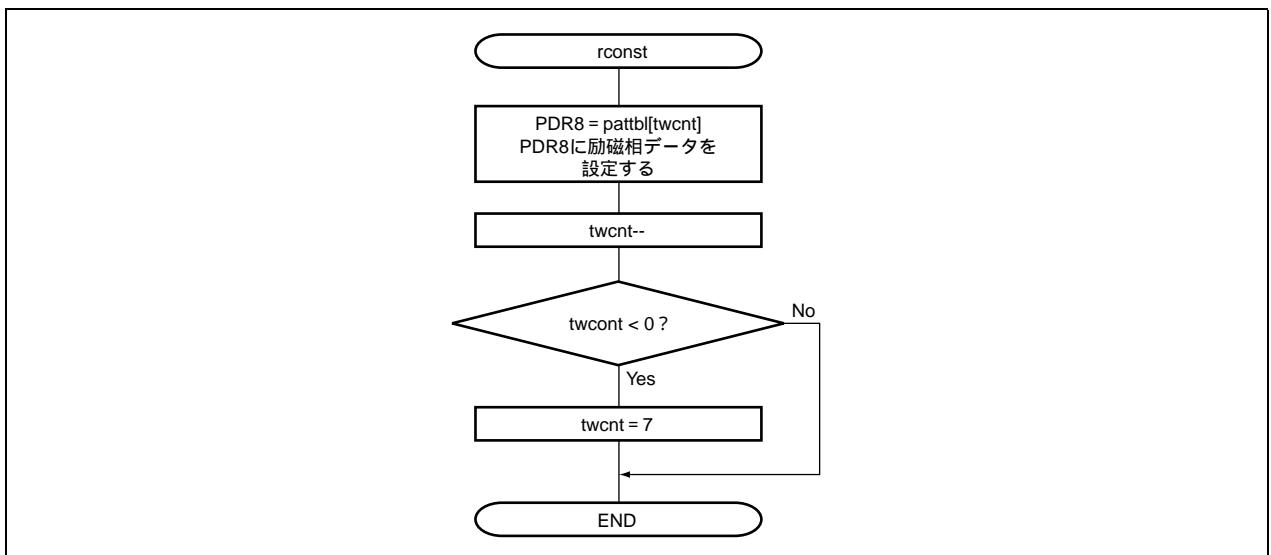 rconst
PDR8 = pattbl[twcnt]
PDR8に励磁相データを
設定する
twcnt--
twcont < 0 ?
No
Yes
twcnt = 7
END